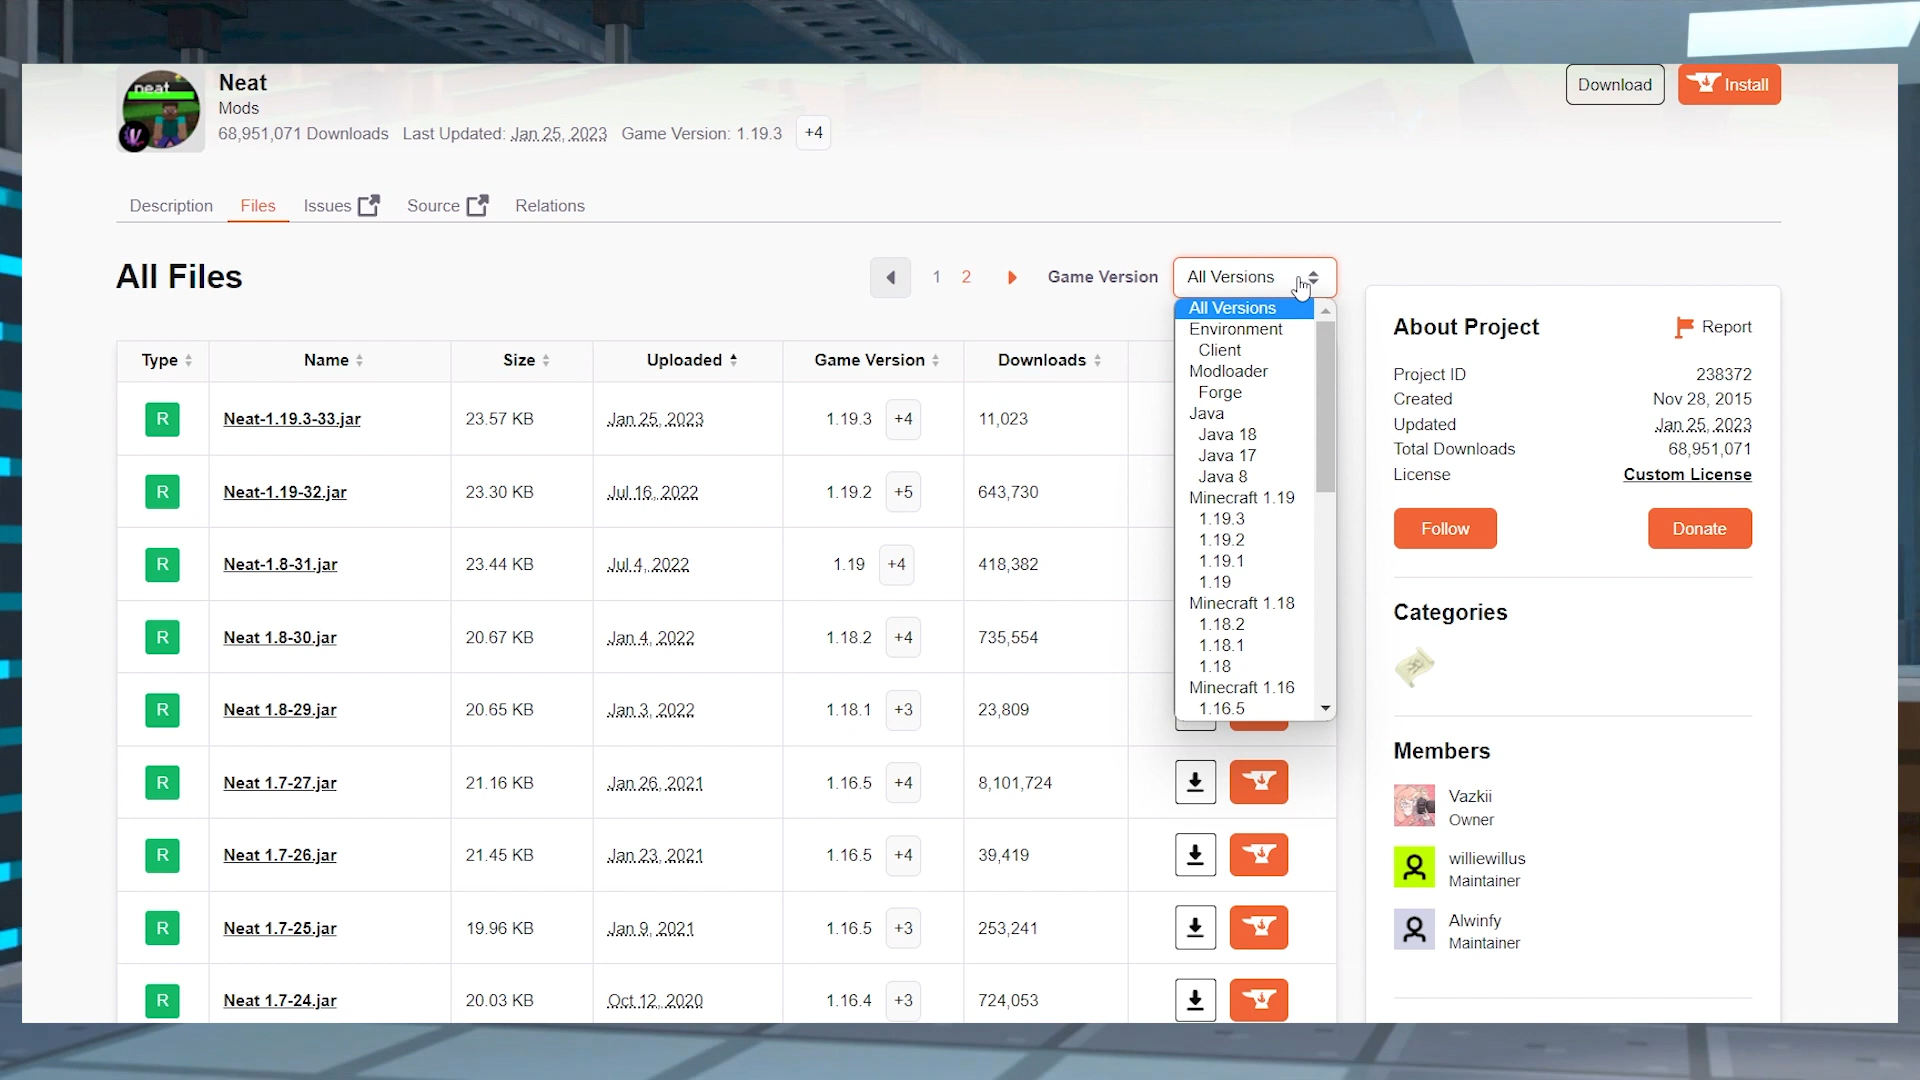 neat
Neat
Mods
68,951,071 Downloads Last Updated: Jan 25, 2023 Game Version: 1.19.3 +4
Download
Install
Description Files Issues Source Relations
All Files
1 2 Game Version All Versions
All Versions
Environment
Client
Modloader
Forge
Java
Java 18
Java 17
Java 8
Minecraft 1.19
1.19.3
1.19.2
1.19.1
1.19
Minecraft 1.18
1.18.2
1.18.1
1.18
Minecraft 1.16
1.16.5
Type Name Size Uploaded Game Version Downloads
R Neat-1.19.3-33.jar 23.57 KB Jan 25, 2023 1.19.3 +4 11,023
R Neat-1.19-32.jar 23.30 KB Jul 16, 2022 1.19.2 +5 643,730
R Neat-1.8-31.jar 23.44 KB Jul 4, 2022 1.19 +4 418,382
R Neat 1.8-30.jar 20.67 KB Jan 4, 2022 1.18.2 +4 735,554
R Neat 1.8-29.jar 20.65 KB Jan 3, 2022 1.18.1 +3 23,809
R Neat 1.7-27.jar 21.16 KB Jan 26, 2021 1.16.5 +4 8,101,724
R Neat 1.7-26.jar 21.45 KB Jan 23, 2021 1.16.5 +4 39,419
R Neat 1.7-25.jar 19.96 KB Jan 9, 2021 1.16.5 +3 253,241
R Neat 1.7-24.jar 20.03 KB Oct 12, 2020 1.16.4 +3 724,053
About Project Report
Project ID 238372
Created Nov 28, 2015
Updated Jan 25, 2023
Total Downloads 68,951,071
License Custom License
Follow Donate
Categories
Members
Vazkii
Owner
williewillus
Maintainer
Alwinfy
Maintainer